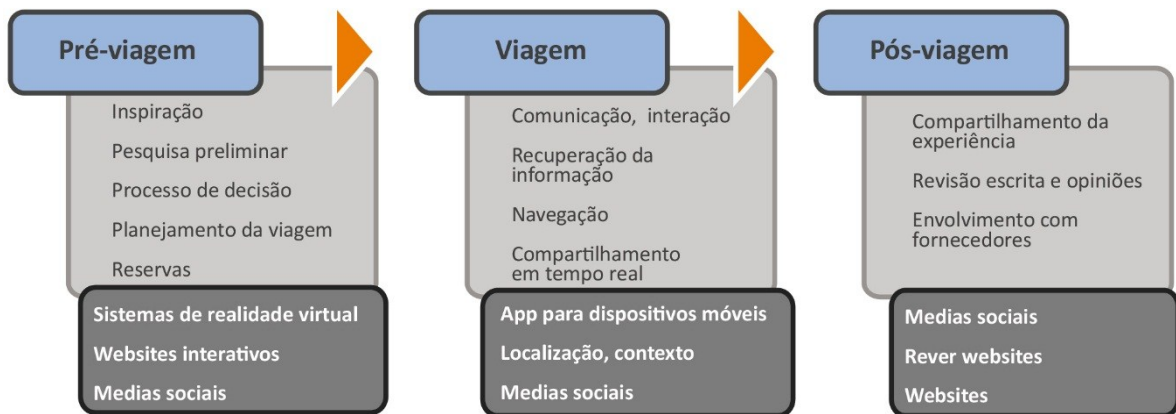 Pré-viagem
Inspiração
Pesquisa preliminar
Processo de decisão
Planejamento da viagem
Reservas
Sistemas de realidade virtual
Websites interativos
Medias sociais
Viagem
Comunicação, interação
Recuperação da
informação
Navegação
Compartilhamento
em tempo real
App para dispositivos móveis
Localização, contexto
Medias sociais
Pós-viagem
Compartilhamento da
experiência
Revisão escrita e opiniões
Envolvimento com
fornecedores
Medias sociais
Rever websites
Websites